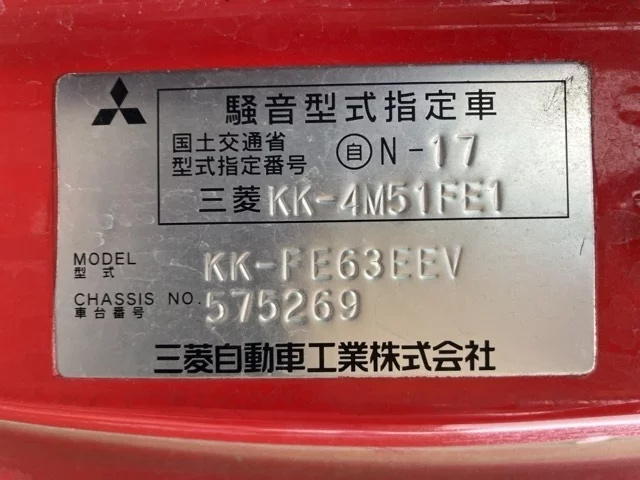 騒音型式指定車
国土交通省
型式指定番号 自 N-17
三菱 KK-4M51FE1
MODEL
型式 KK-FE63EEV
CHASSIS NO.
車台番号 575269
三菱自動車工業株式会社